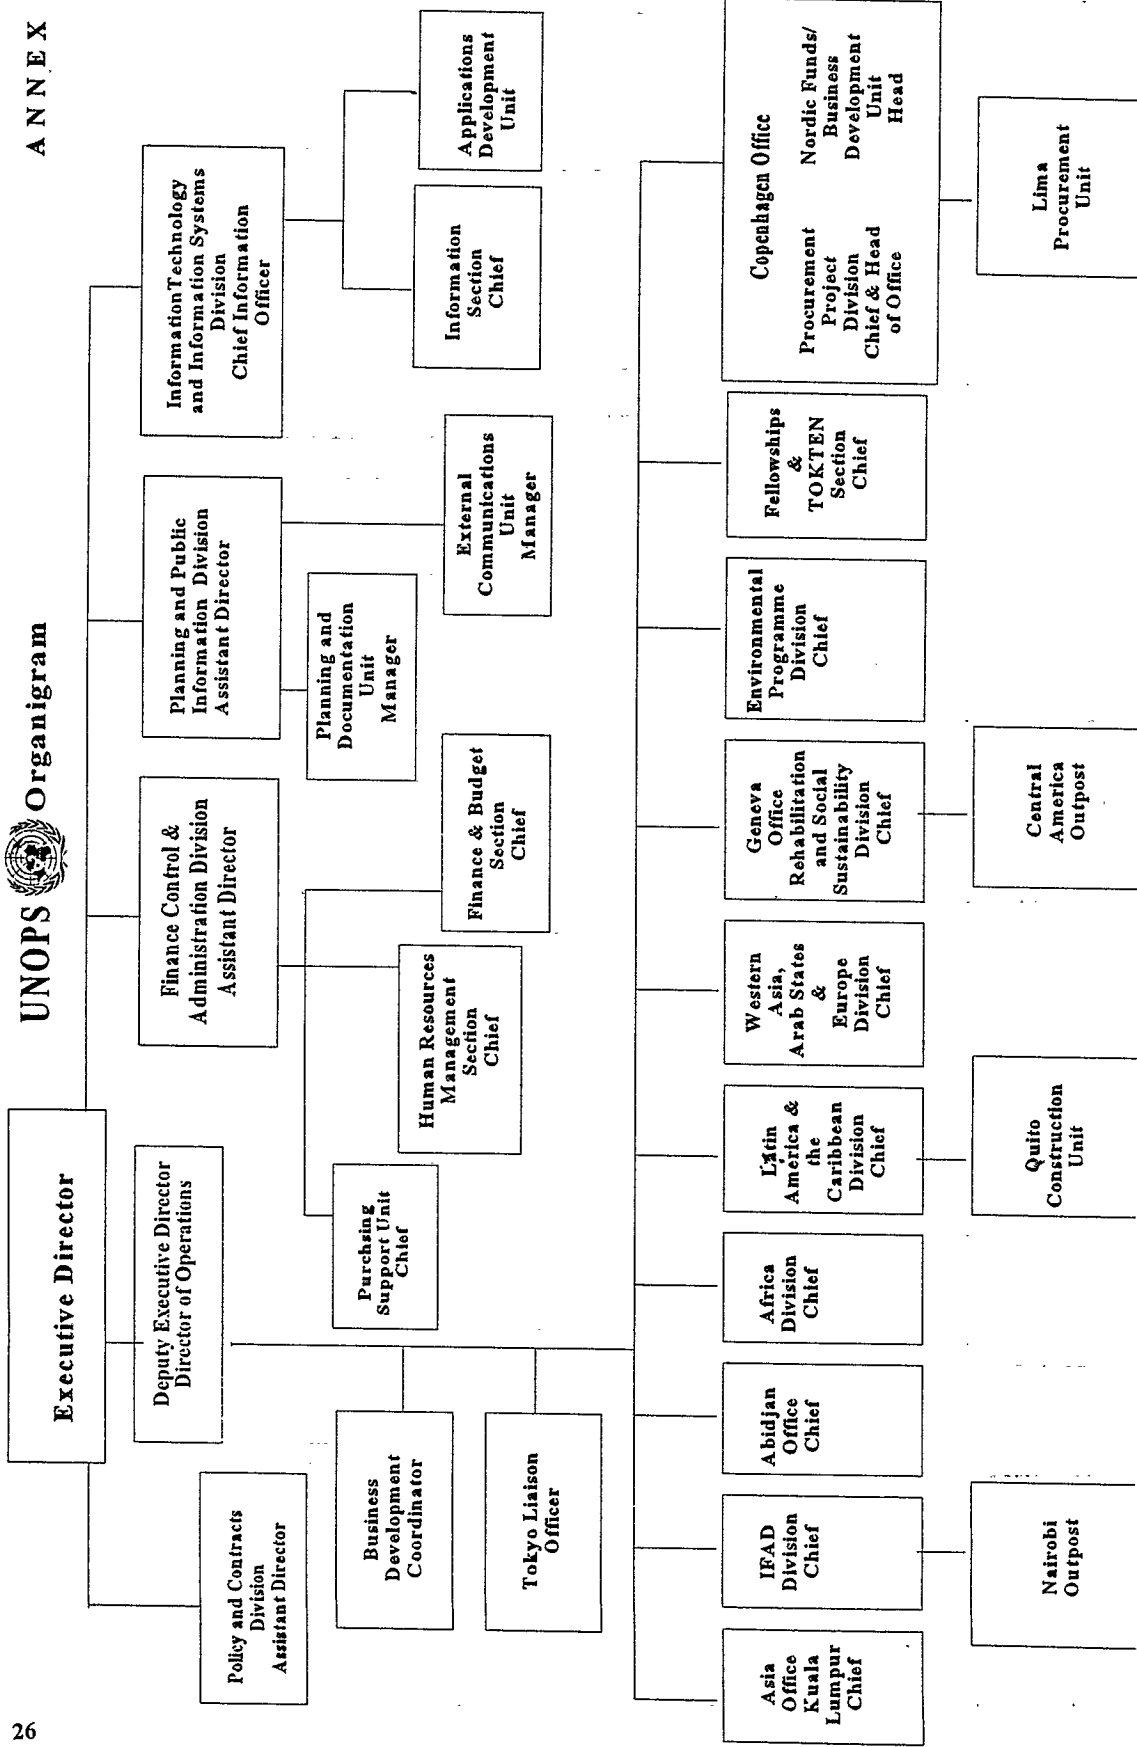 26
ANNEX
UNOPS Organigram
Executive Director
Policy and Contracts
Division
Assistant Director
Deputy Executive Director
Director of Operations
Finance Control &
Administration Division
Assistant Director
Planning and Public
Information Division
Assistant Director
InformationTechnology
and Information Systems
Division
Chief Information
Officer
Business
Development
Coordinator
Tokyo Liaison
Officer
Purchsing
Support Unit
Chief
Human Resources
Management
Section
Chief
Finance & Budget
Section
Chief
Planning and
Documentation
Unit
Manager
External
Communications
Unit
Manager
Information
Section
Chief
Applications
Development
Unit
Asia
Office
Kuala
Lumpur
Chief
IFAD
Division
Chief
Abidjan
Office
Chief
Africa
Division
Chief
Latin
America &
the
Caribbean
Division
Chief
Western
Asia,
Arab States
&
Europe
Division
Chief
Geneva
Office
Rehabilitation
and Social
Sustainability
Division
Chief
Environmental
Programme
Division
Chief
Fellowships
&
TOKTEN
Section
Chief
Copenhagen Office
Procurement
Project
Division
Chief & Head
of Office
Nordic Funds/
Business
Development
Unit
Head
Nairobi
Outpost
Quito
Construction
Unit
Central
America
Outpost
Lima
Procurement
Unit